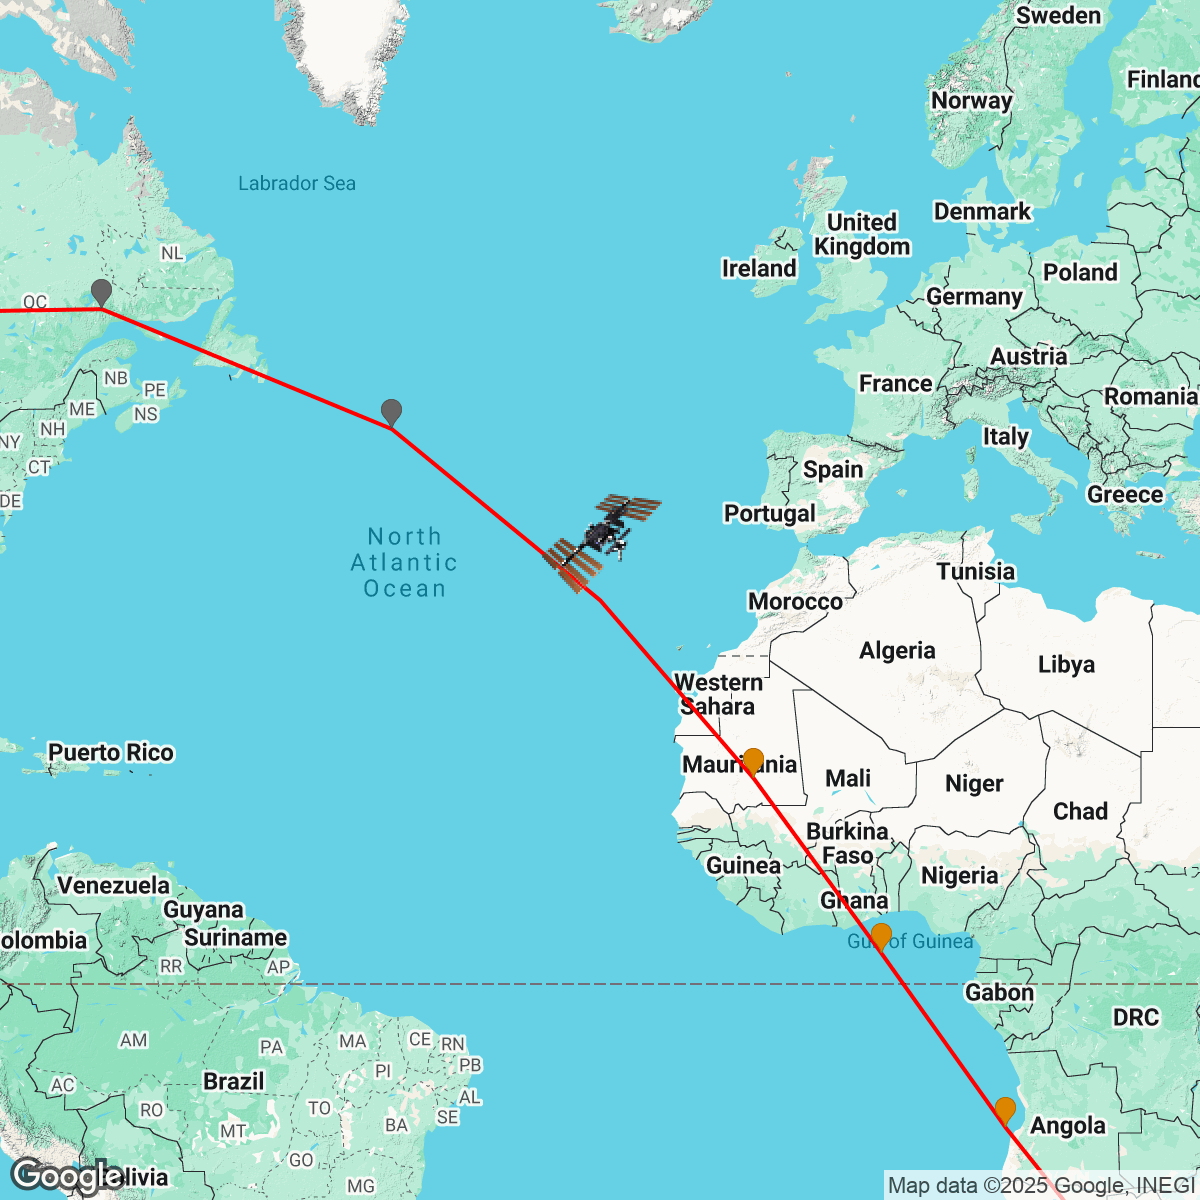 Sweden
Finland
Norway
Labrador Sea
Denmark
United
Kingdom
NL
Ireland
Poland
Germany
OC
Austria
NB
France
PE
Romania
ME
NS
NH
Italy
NY
CT
Spain
Greece
DE
Portugal
North
Atlantic
Ocean
Tunisia
Morocco
Algeria
Libya
Western
Sahara
Puerto Rico
Mauritania
Mali
Niger
Chad
Burkina
Faso
Guinea
Nigeria
Venezuela
Ghana
Guyana
Suriname
olombia
Gulf of Guinea
RR
AP
Gabon
DRC
AM
PA
MA
CE
RN
PI
PB
AC
Brazil
AL
RO
TO
SE
MT
BA
Angola
GO
Google
Bolivia
MG
Map data ©2025 Google, INEGI